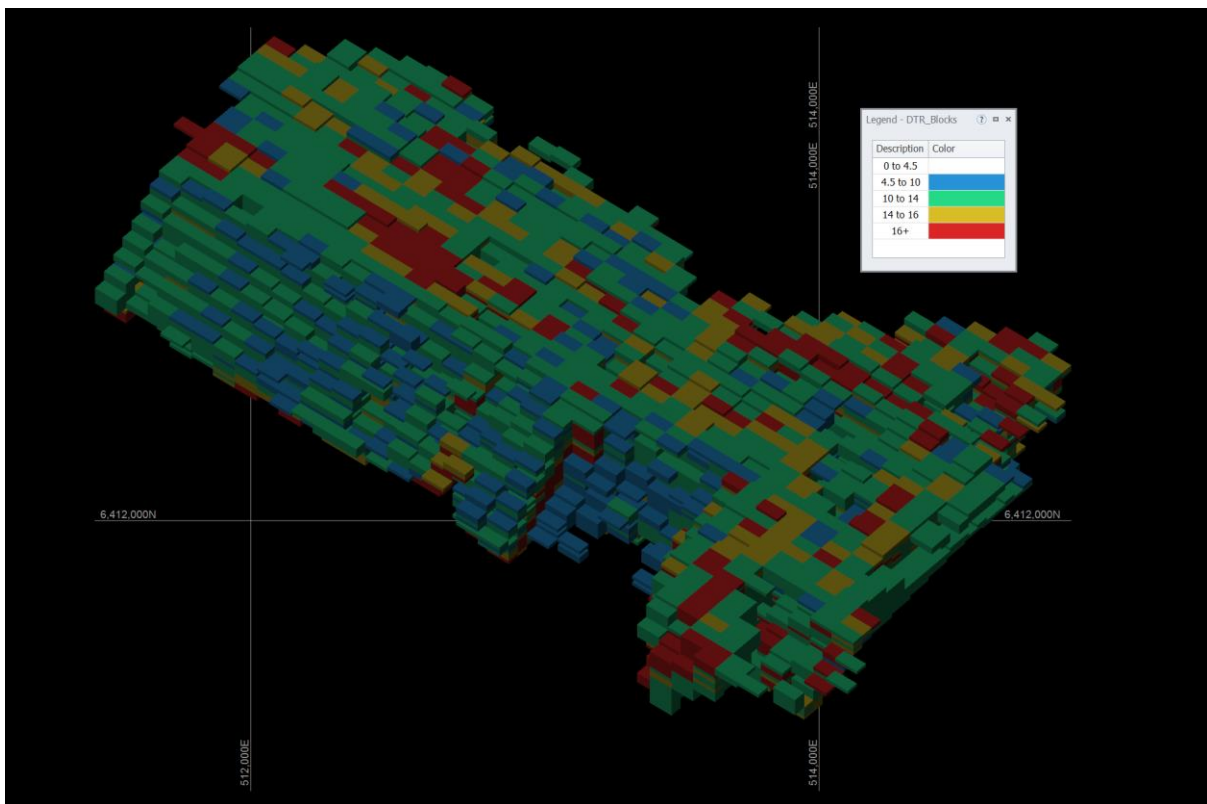 514,000E
514,000E
Legend - DTR_Blocks
Description Color
0 to 4.5
4.5 to 10
10 to 14
14 to 16
16+
6,412,000N
6,412,000N
512,000E
514,000E